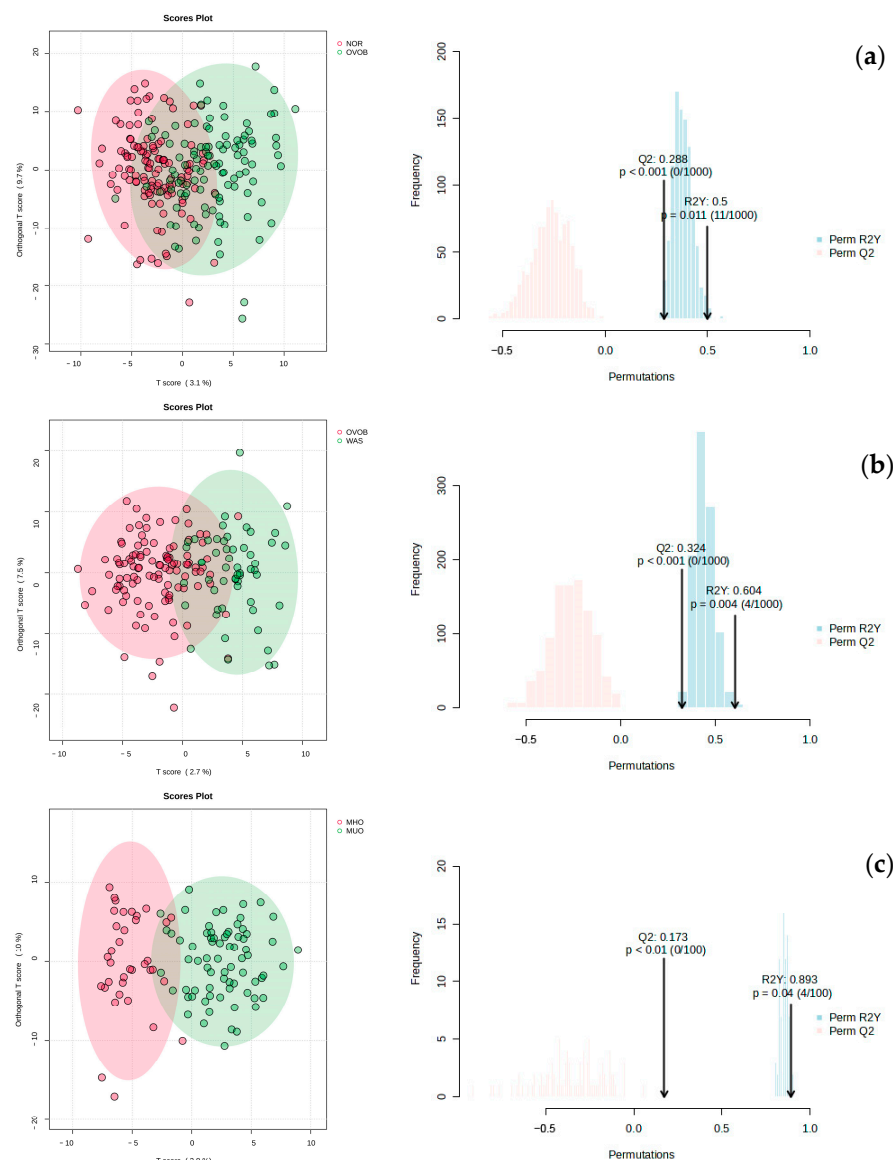 Scores Plot
NOR
OVOB
20
10
0
− 10
− 20
− 30
Orthogonal T score ( 9.7 %)
− 10
−5
0
5
10
T score ( 3.1 %)
(a)
200
150
100
50
0
Frequency
Q2: 0.288
p < 0.001 (0/1000)
R2Y: 0.5
p = 0.011 (11/1000)
Perm R2Y
Perm Q2
−0.5
0.0
0.5
1.0
Permutations
Scores Plot
OVOB
WAS
20
10
0
− 10
− 20
Orthogonal T score ( 7.5 %)
− 10
−5
0
5
10
T score ( 2.7 %)
(b)
300
200
100
0
Frequency
Q2: 0.324
p < 0.001 (0/1000)
R2Y: 0.604
p = 0.004 (4/1000)
Perm R2Y
Perm Q2
−0.5
0.0
0.5
1.0
Permutations
Scores Plot
MHO
MUO
10
0
− 10
− 20
Orthogonal T score ( 10 %)
− 10
−5
0
5
10
(c)
20
15
10
5
0
Frequency
Q2: 0.173
p < 0.01 (0/100)
R2Y: 0.893
p = 0.04 (4/100)
Perm R2Y
Perm Q2
−0.5
0.0
0.5
1.0
Permutations